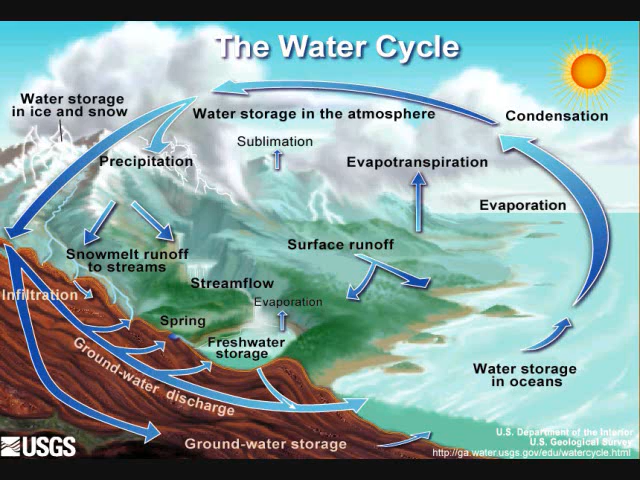 The Water Cycle
Water storage
in ice and snow
Water storage in the atmosphere
Condensation
Sublimation
Precipitation
Evapotranspiration
Evaporation
Surface runoff
Snowmelt runoff
to streams
Streamflow
Infiltration
Evaporation
Spring
Freshwater
storage
Ground-water discharge
Water storage
in oceans
Ground-water storage
USGS
U.S. Department of the Interior
U.S. Geological Survey
http://ga.water.usgs.gov/edu/watercycle.html